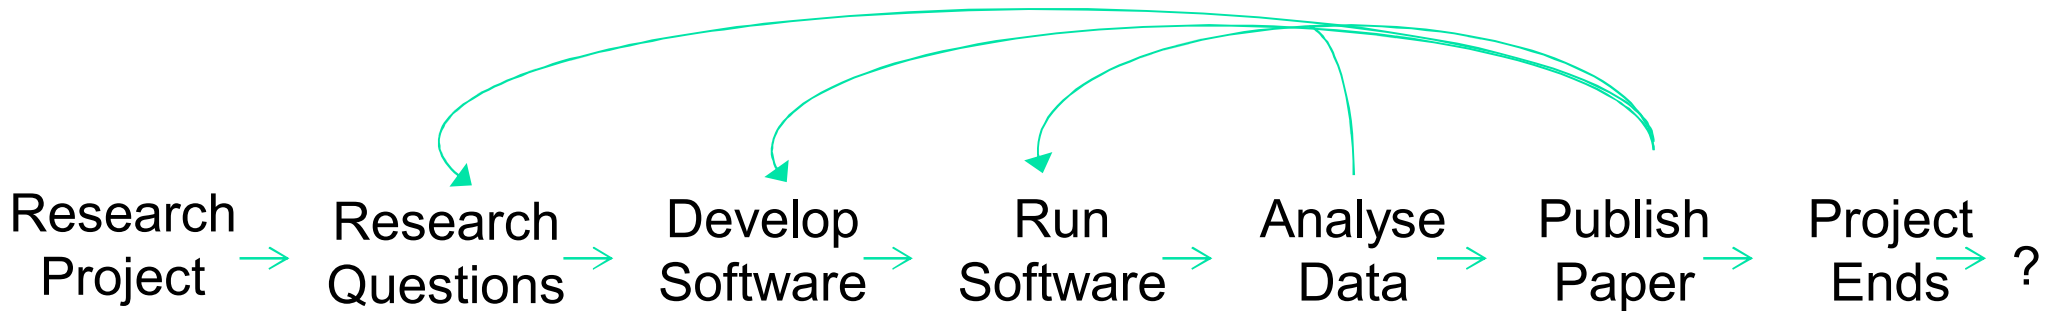 Research
Project
Research
Questions
Develop
Software
Run
Software
Analyse
Data
Publish
Paper
Project
Ends
?